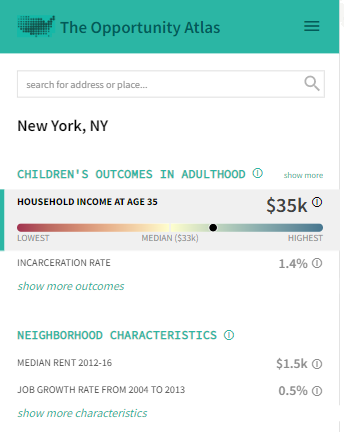 The Opportunity Atlas
search for address or place...
New York, NY
CHILDREN'S OUTCOMES IN ADULTHOOD ⓘ show more
HOUSEHOLD INCOME AT AGE 35 $35k ⓘ
LOWEST MEDIAN ($33k) HIGHEST
INCARCERATION RATE 1.4% ⓘ
show more outcomes
NEIGHBORHOOD CHARACTERISTICS ⓘ
MEDIAN RENT 2012-16 $1.5k ⓘ
JOB GROWTH RATE FROM 2004 TO 2013 0.5% ⓘ
show more characteristics